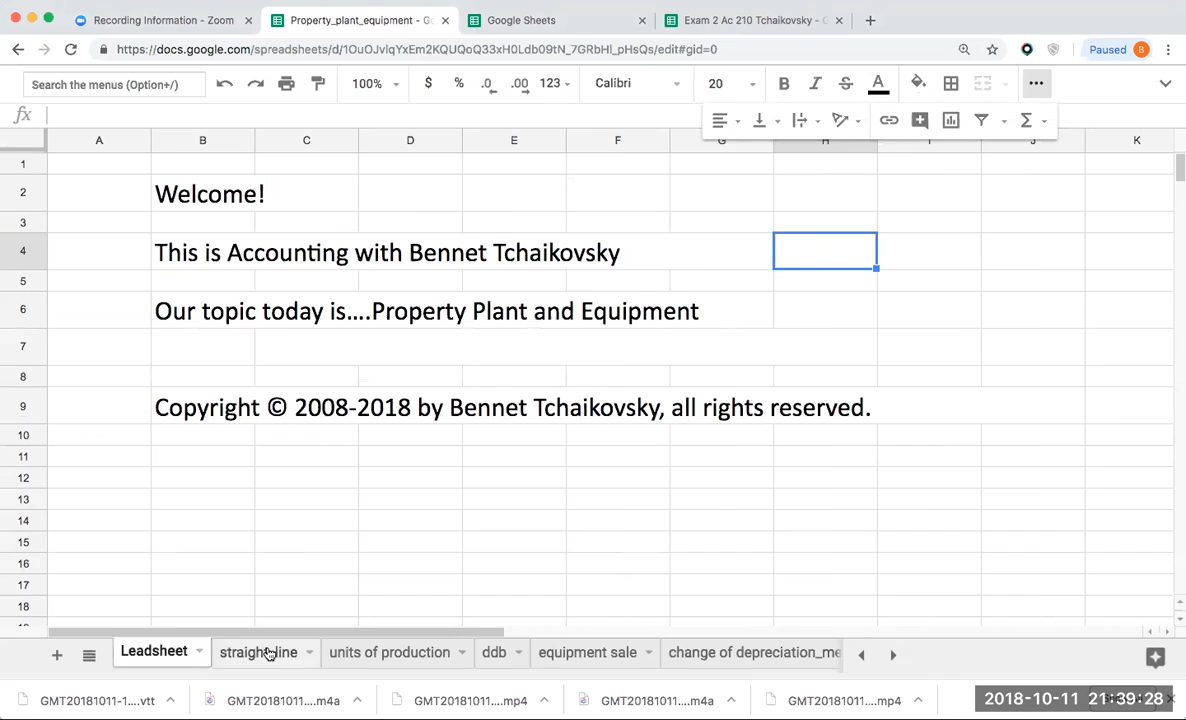 Recording Information - Zoom
Property_plant_equipment - Go
Google Sheets
Exam 2 Ac 210 Tchaikovsky - G
https://docs.google.com/spreadsheets/d/1OuOJvlqYxEm2KQUQoQ33xH0Ldb09tN_7GRbHl_pHsQs/edit#gid=0
Paused B
Search the menus (Option+/)
100% $ % .0 .00 123 Calibri 20 B I S A
fx
A B C D E F G H I J K
1
2 Welcome!
3
4 This is Accounting with Bennet Tchaikovsky
5
6 Our topic today is....Property Plant and Equipment
7
8
9 Copyright © 2008-2018 by Bennet Tchaikovsky, all rights reserved.
10
11
12
13
14
15
16
17
18
Leadsheet straight line units of production ddb equipment sale change of depreciation_me
GMT20181011-1....vtt GMT20181011....m4a GMT20181011....mp4 GMT20181011....m4a GMT20181011....mp4
2018-10-11 21:39:28